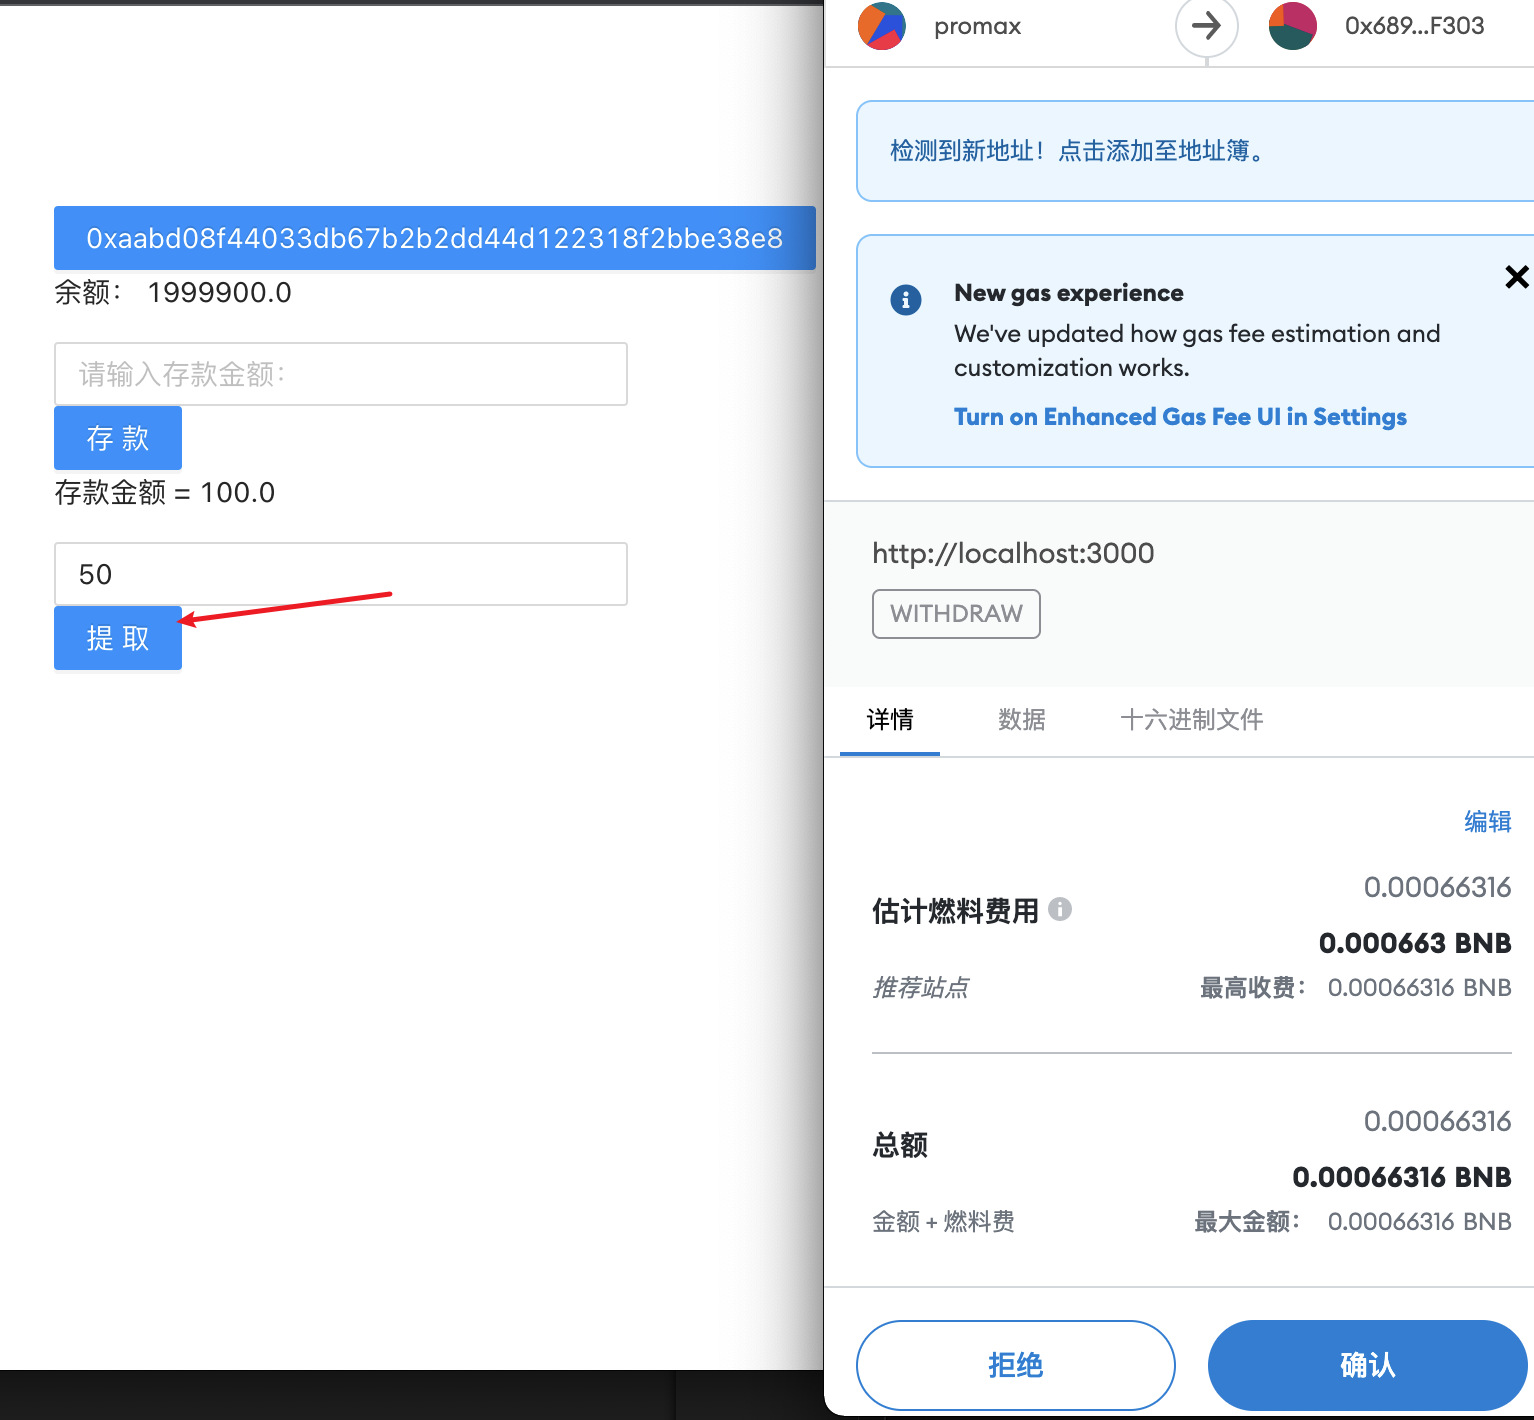 0xaabd08f44033db67b2b2dd44d122318f2bbe38e8
余额： 1999900.0
请输入存款金额：
存 款
存款金额 = 100.0
50
提 取
promax
0x689...F303
检测到新地址！点击添加至地址簿。
New gas experience
We've updated how gas fee estimation and
customization works.
Turn on Enhanced Gas Fee UI in Settings
http://localhost:3000
WITHDRAW
详情 数据 十六进制文件
编辑
0.00066316
估计燃料费用
0.000663 BNB
推荐站点 最高收费： 0.00066316 BNB
0.00066316
总额
0.00066316 BNB
金额 + 燃料费 最大金额： 0.00066316 BNB
拒绝 确认